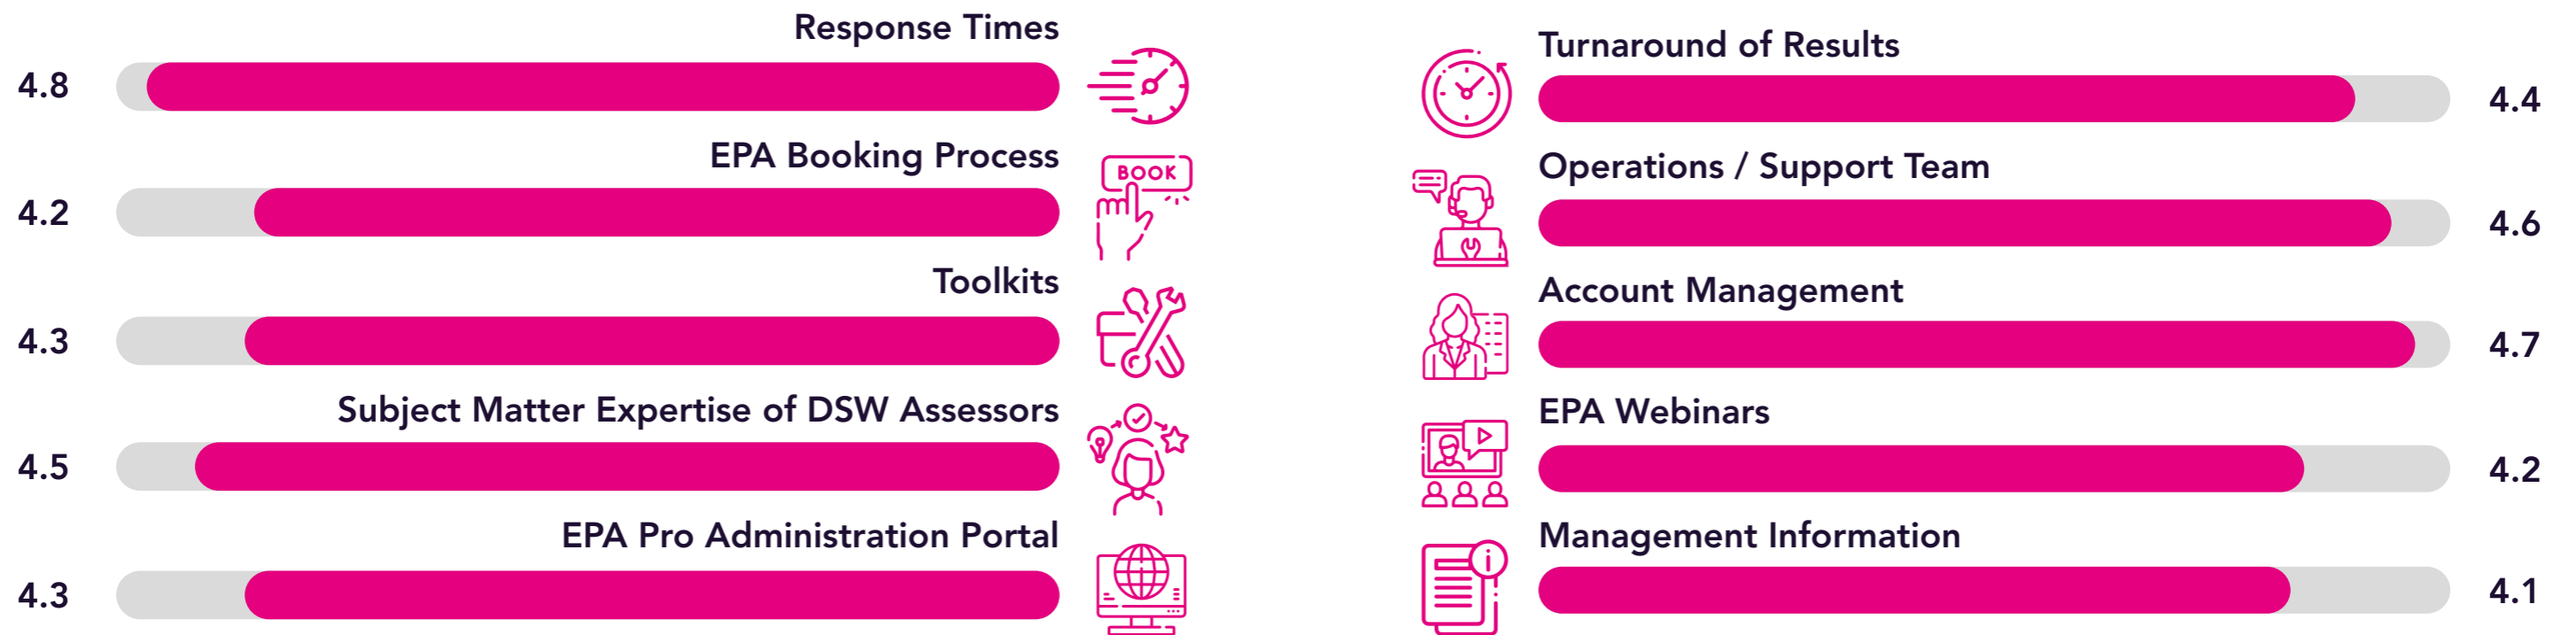 Response Times
4.8
EPA Booking Process
BOOK
4.2
Toolkits
4.3
Subject Matter Expertise of DSW Assessors
4.5
EPA Pro Administration Portal
4.3
Turnaround of Results
4.4
Operations / Support Team
4.6
Account Management
4.7
EPA Webinars
4.2
Management Information
i
4.1